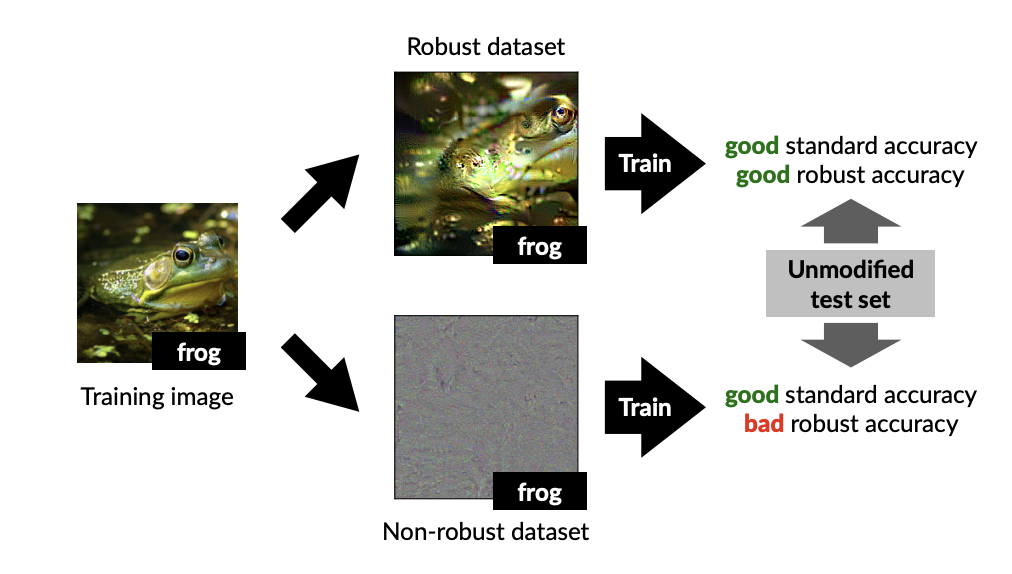 Robust dataset
frog
Train
good standard accuracy
good robust accuracy
frog
Training image
Unmodified
test set
frog
Non-robust dataset
Train
good standard accuracy
bad robust accuracy